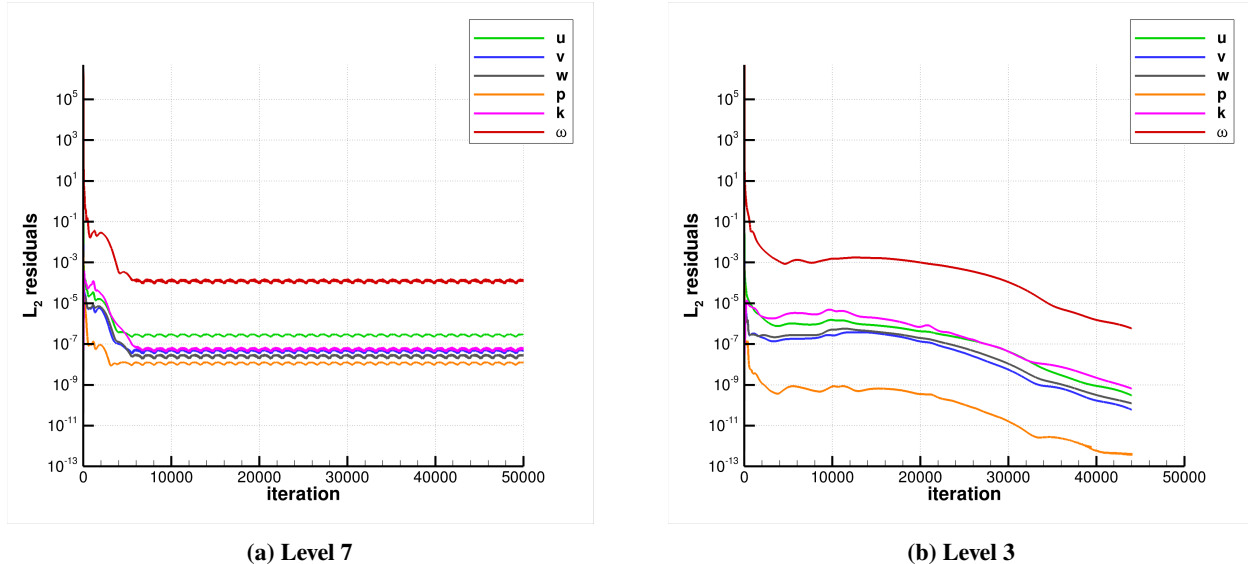 u
v
w
p
k
ω
10^5
10^3
10^1
10^-1
10^-3
10^-5
10^-7
10^-9
10^-11
10^-13
L_2 residuals
0 10000 20000 30000 40000 50000
iteration
(a) Level 7
u
v
w
p
k
ω
10^5
10^3
10^1
10^-1
10^-3
10^-5
10^-7
10^-9
10^-11
10^-13
L_2 residuals
0 10000 20000 30000 40000 50000
iteration
(b) Level 3